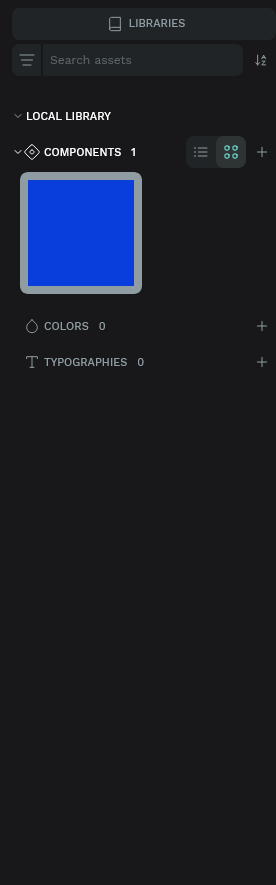 LIBRARIES
Search assets
LOCAL LIBRARY
COMPONENTS 1
COLORS 0
TYPOGRAPHIES 0